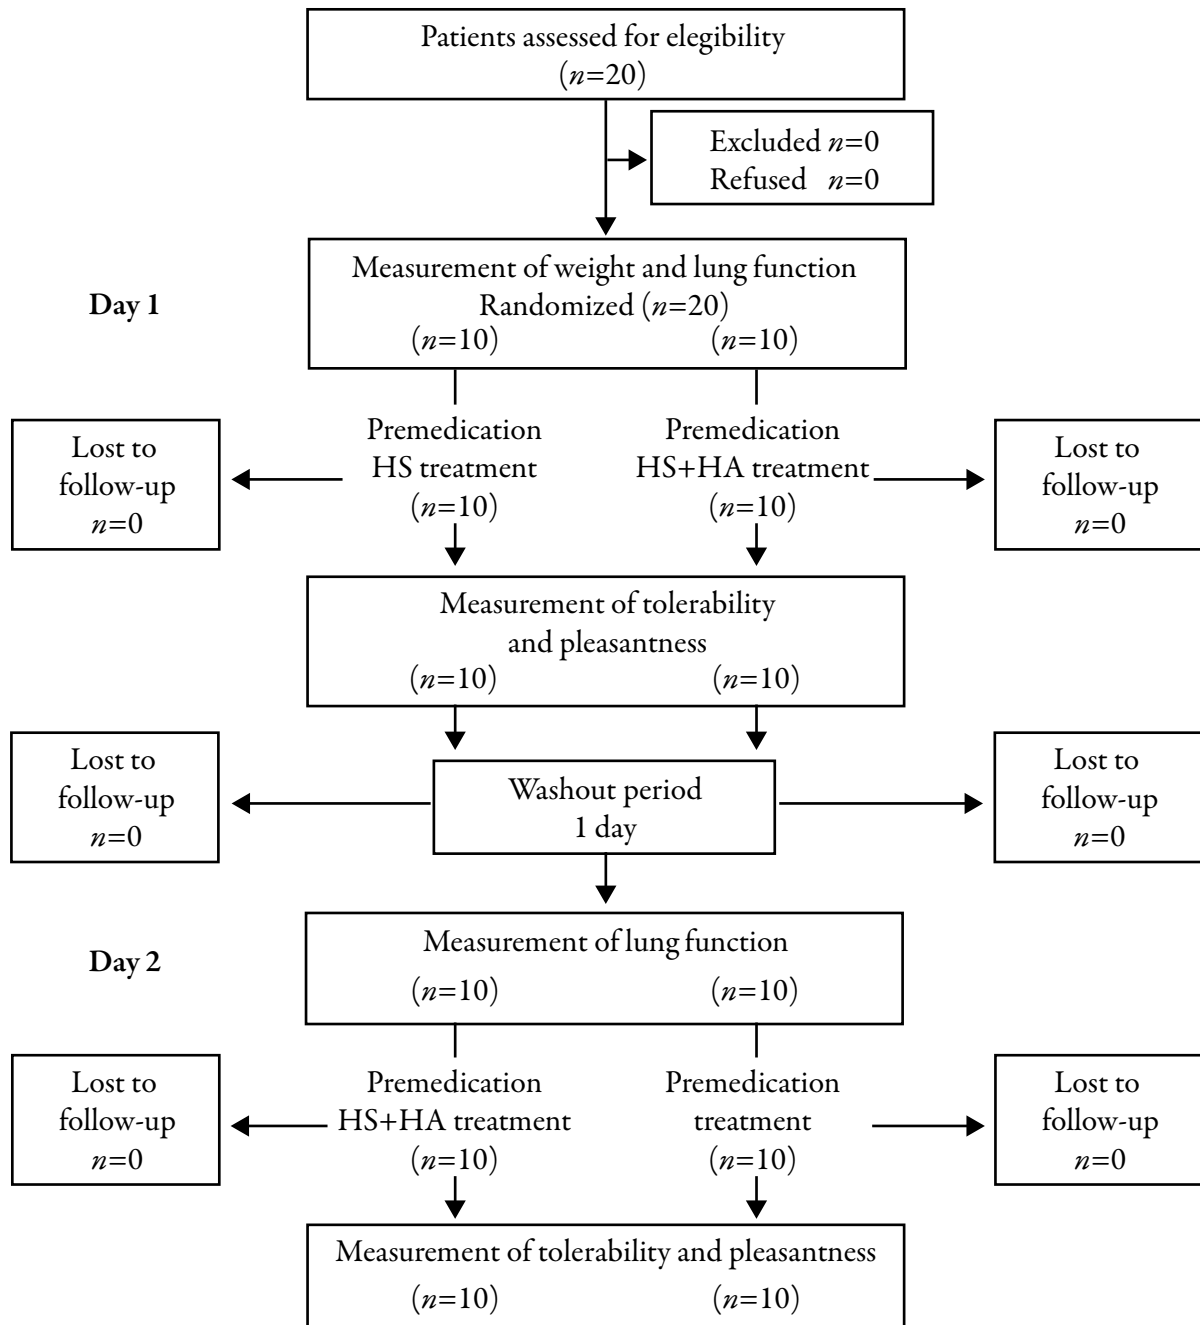 Patients assessed for elegibility
(n=20)
Excluded n=0
Refused n=0
Measurement of weight and lung function
Randomized (n=20)
(n=10) (n=10)
Day 1
Premedication
HS treatment
(n=10)
Premedication
HS+HA treatment
(n=10)
Lost to
follow-up
n=0
Lost to
follow-up
n=0
Measurement of tolerability
and pleasantness
(n=10) (n=10)
Lost to
follow-up
n=0
Washout period
1 day
Lost to
follow-up
n=0
Day 2
Measurement of lung function
(n=10) (n=10)
Lost to
follow-up
n=0
Premedication
HS+HA treatment
(n=10)
Premedication
treatment
(n=10)
Lost to
follow-up
n=0
Measurement of tolerability and pleasantness
(n=10) (n=10)